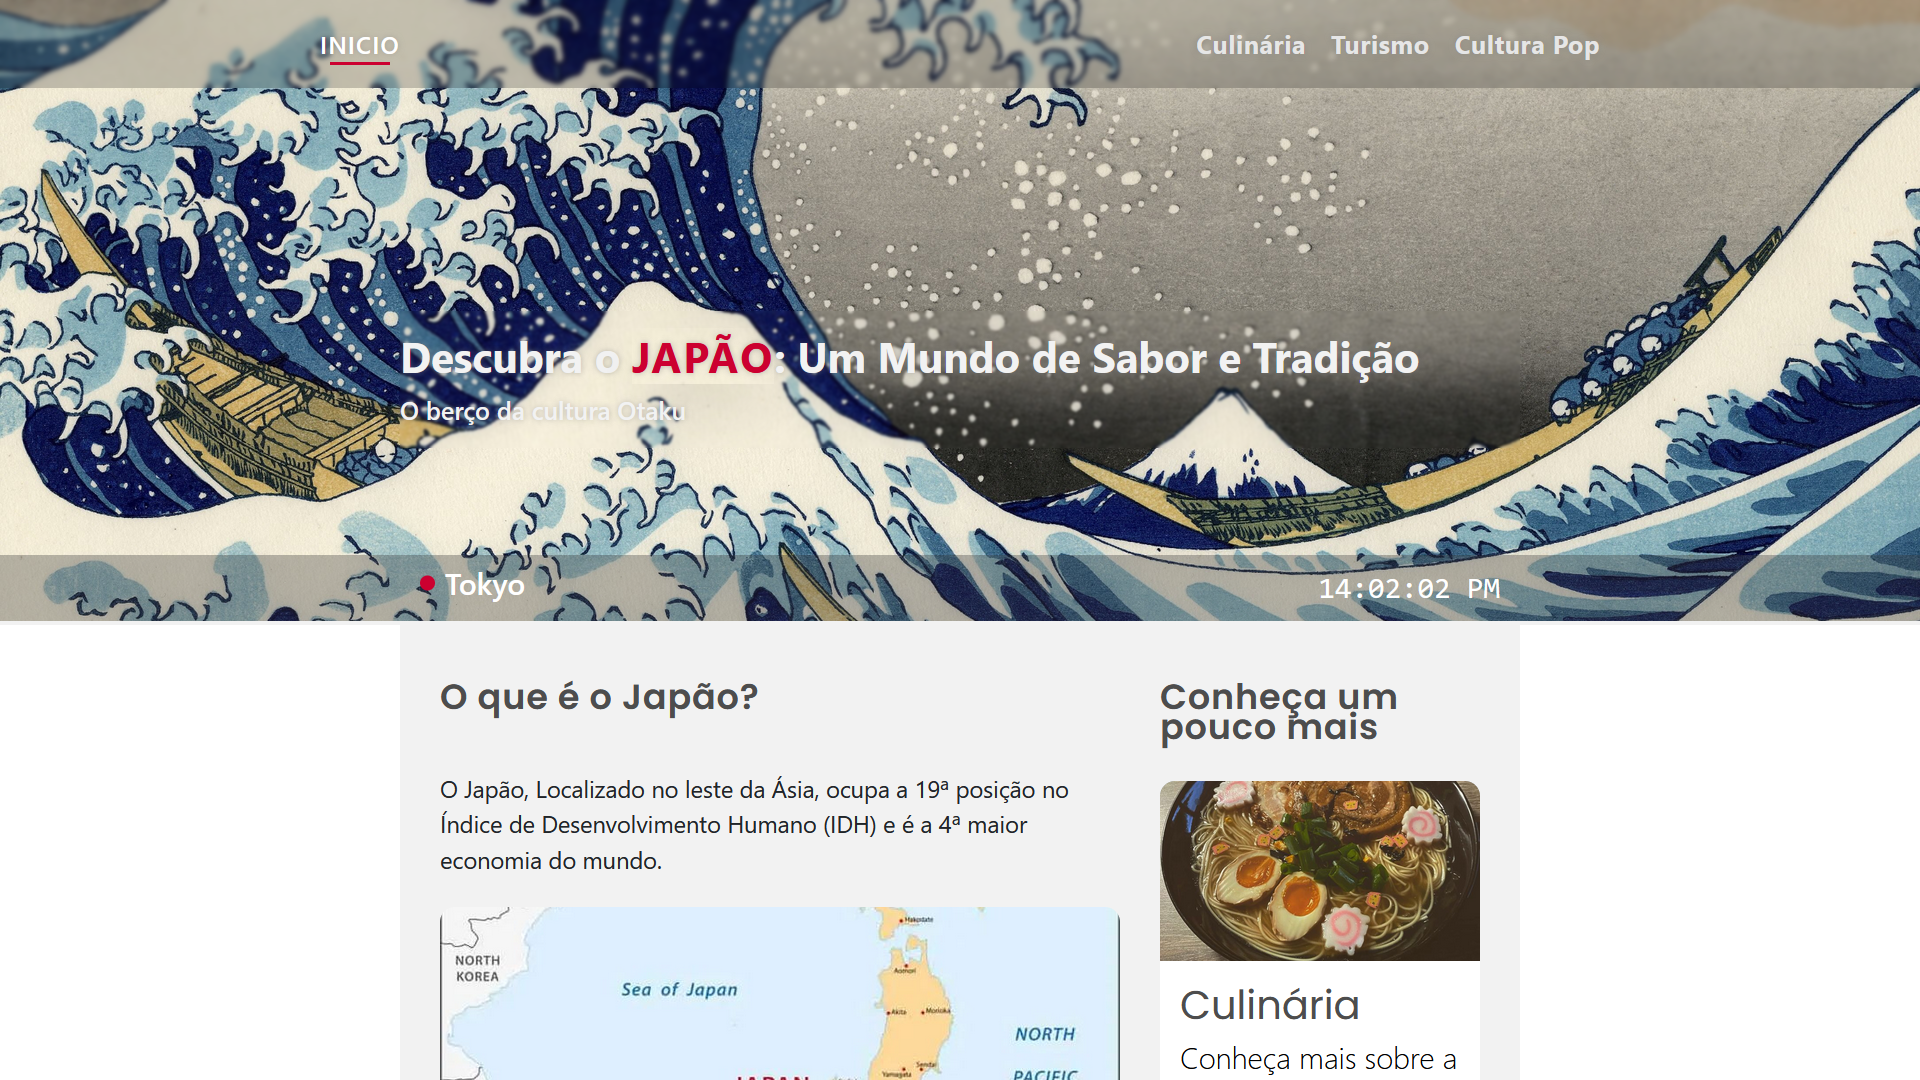 INICIO
Culinária Turismo Cultura Pop
Descubra o JAPÃO: Um Mundo de Sabor e Tradição
O berço da cultura Otaku
Tokyo
14:02:02 PM
O que é o Japão?
O Japão, Localizado no leste da Ásia, ocupa a 19ª posição no
Índice de Desenvolvimento Humano (IDH) e é a 4ª maior
economia do mundo.
Hakodate
NORTH
KOREA
Aomori
Sea of Japan
Akita
Morioka
NORTH
Sendai
Yamagata
JAPAN
PACIFIC
Conheça um
pouco mais
Culinária
Conheça mais sobre a